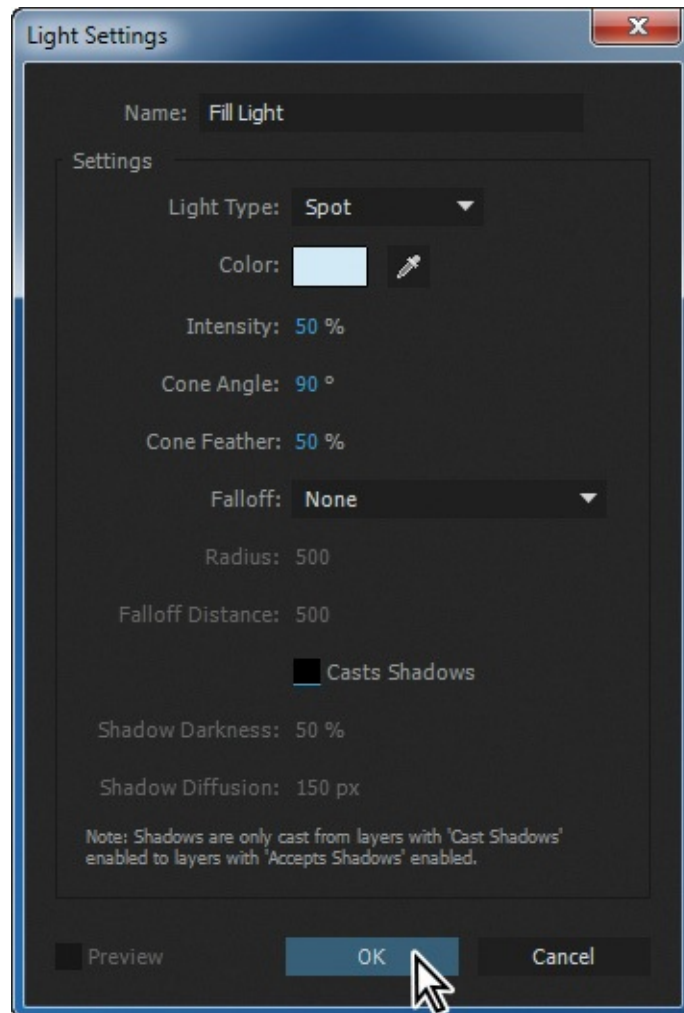 Light Settings
Name: Fill Light
Settings
Light Type: Spot
Color:
Intensity: 50 %
Cone Angle: 90 °
Cone Feather: 50 %
Falloff: None
Radius: 500
Falloff Distance: 500
Casts Shadows
Shadow Darkness: 50 %
Shadow Diffusion: 150 px
Note: Shadows are only cast from layers with 'Cast Shadows'
enabled to layers with 'Accepts Shadows' enabled.
Preview OK Cancel